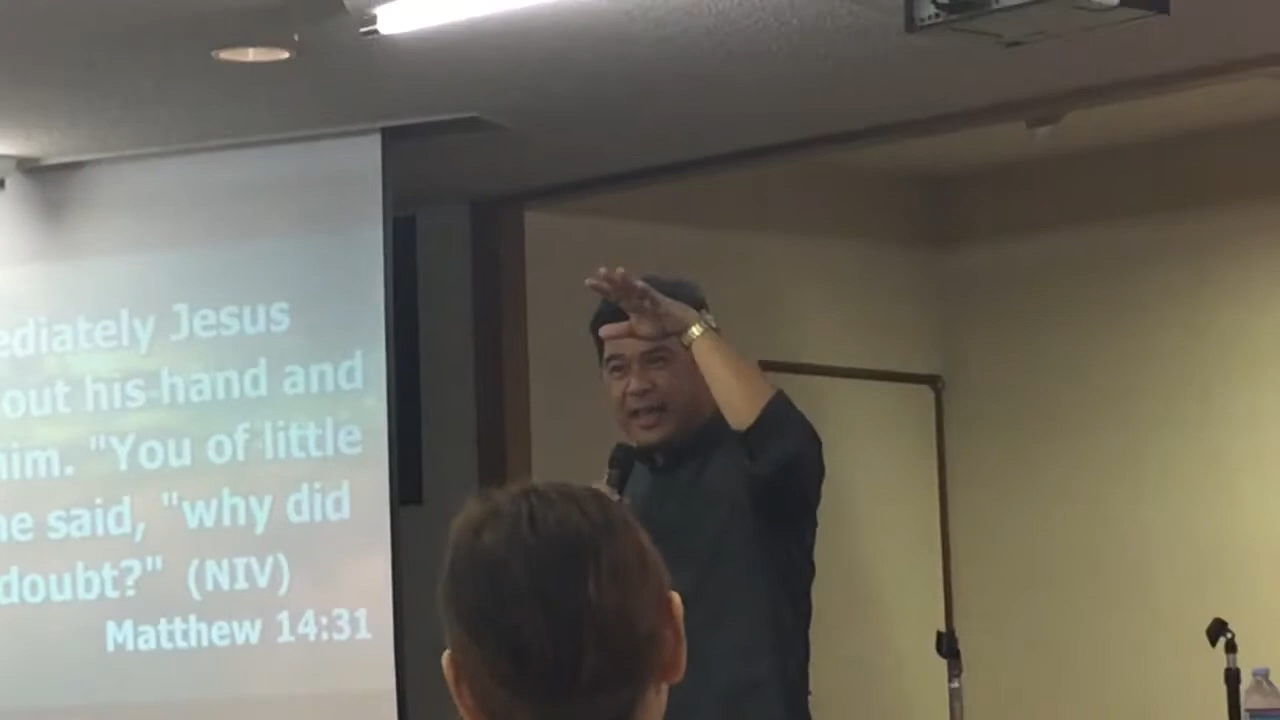 ediately Jesus
out his hand and
him. "You of little
he said, "why did
doubt?" (NIV)
Matthew 14:31